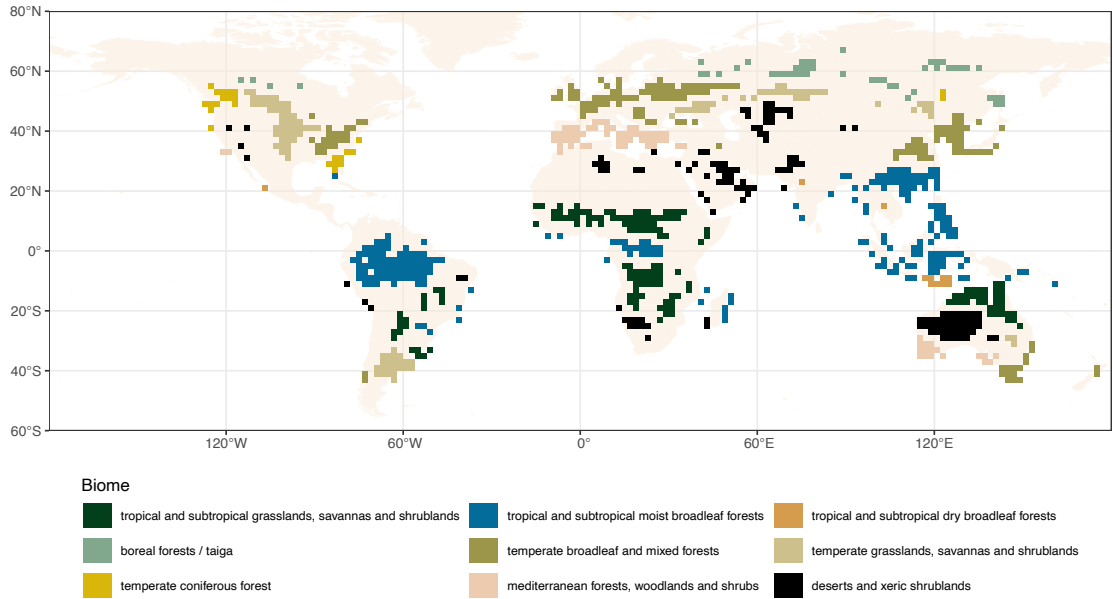 80°N
60°N
40°N
20°N
0°
20°S
40°S
60°S
120°W 60°W 0° 60°E 120°E
Biome
tropical and subtropical grasslands, savannas and shrublands tropical and subtropical moist broadleaf forests tropical and subtropical dry broadleaf forests
boreal forests / taiga temperate broadleaf and mixed forests temperate grasslands, savannas and shrublands
temperate coniferous forest mediterranean forests, woodlands and shrubs deserts and xeric shrublands